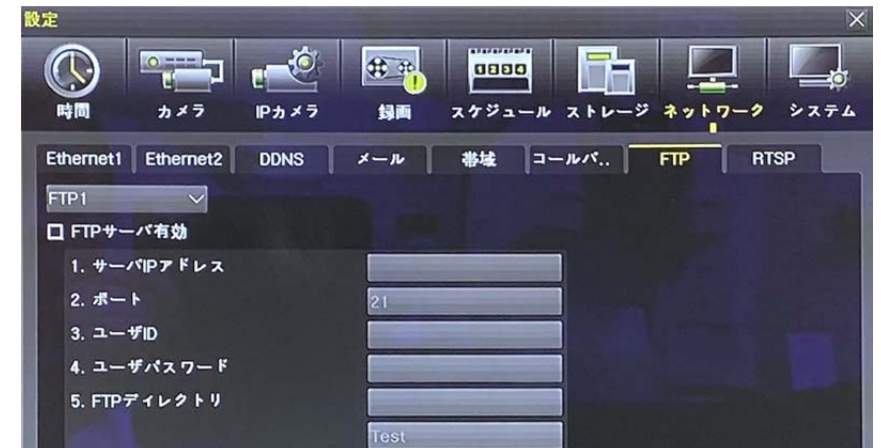 設定
1234
時間 カメラ IPカメラ 録画 スケジュール ストレージ ネットワーク システム
Ethernet1 Ethernet2 DDNS メール 帯域 コールバ.. FTP RTSP
FTP1
FTPサーバ有効
1. サーバIPアドレス
2. ポート 21
3. ユーザID
4. ユーザパスワード
5. FTPディレクトリ
Test